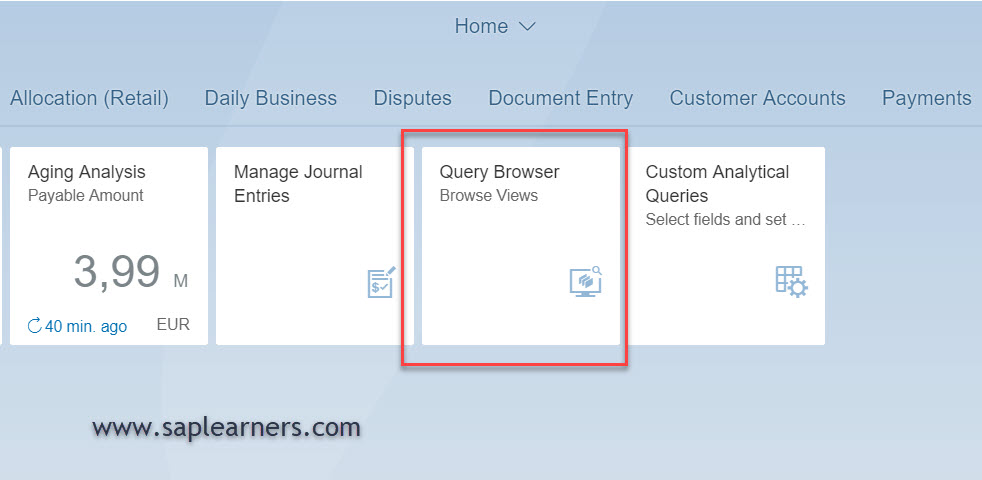 Home
Allocation (Retail) Daily Business Disputes Document Entry Customer Accounts Payments
Aging Analysis
Payable Amount
3,99 M
40 min. ago EUR
Manage Journal
Entries
Query Browser
Browse Views
Custom Analytical
Queries
Select fields and set ...
www.saplearners.com